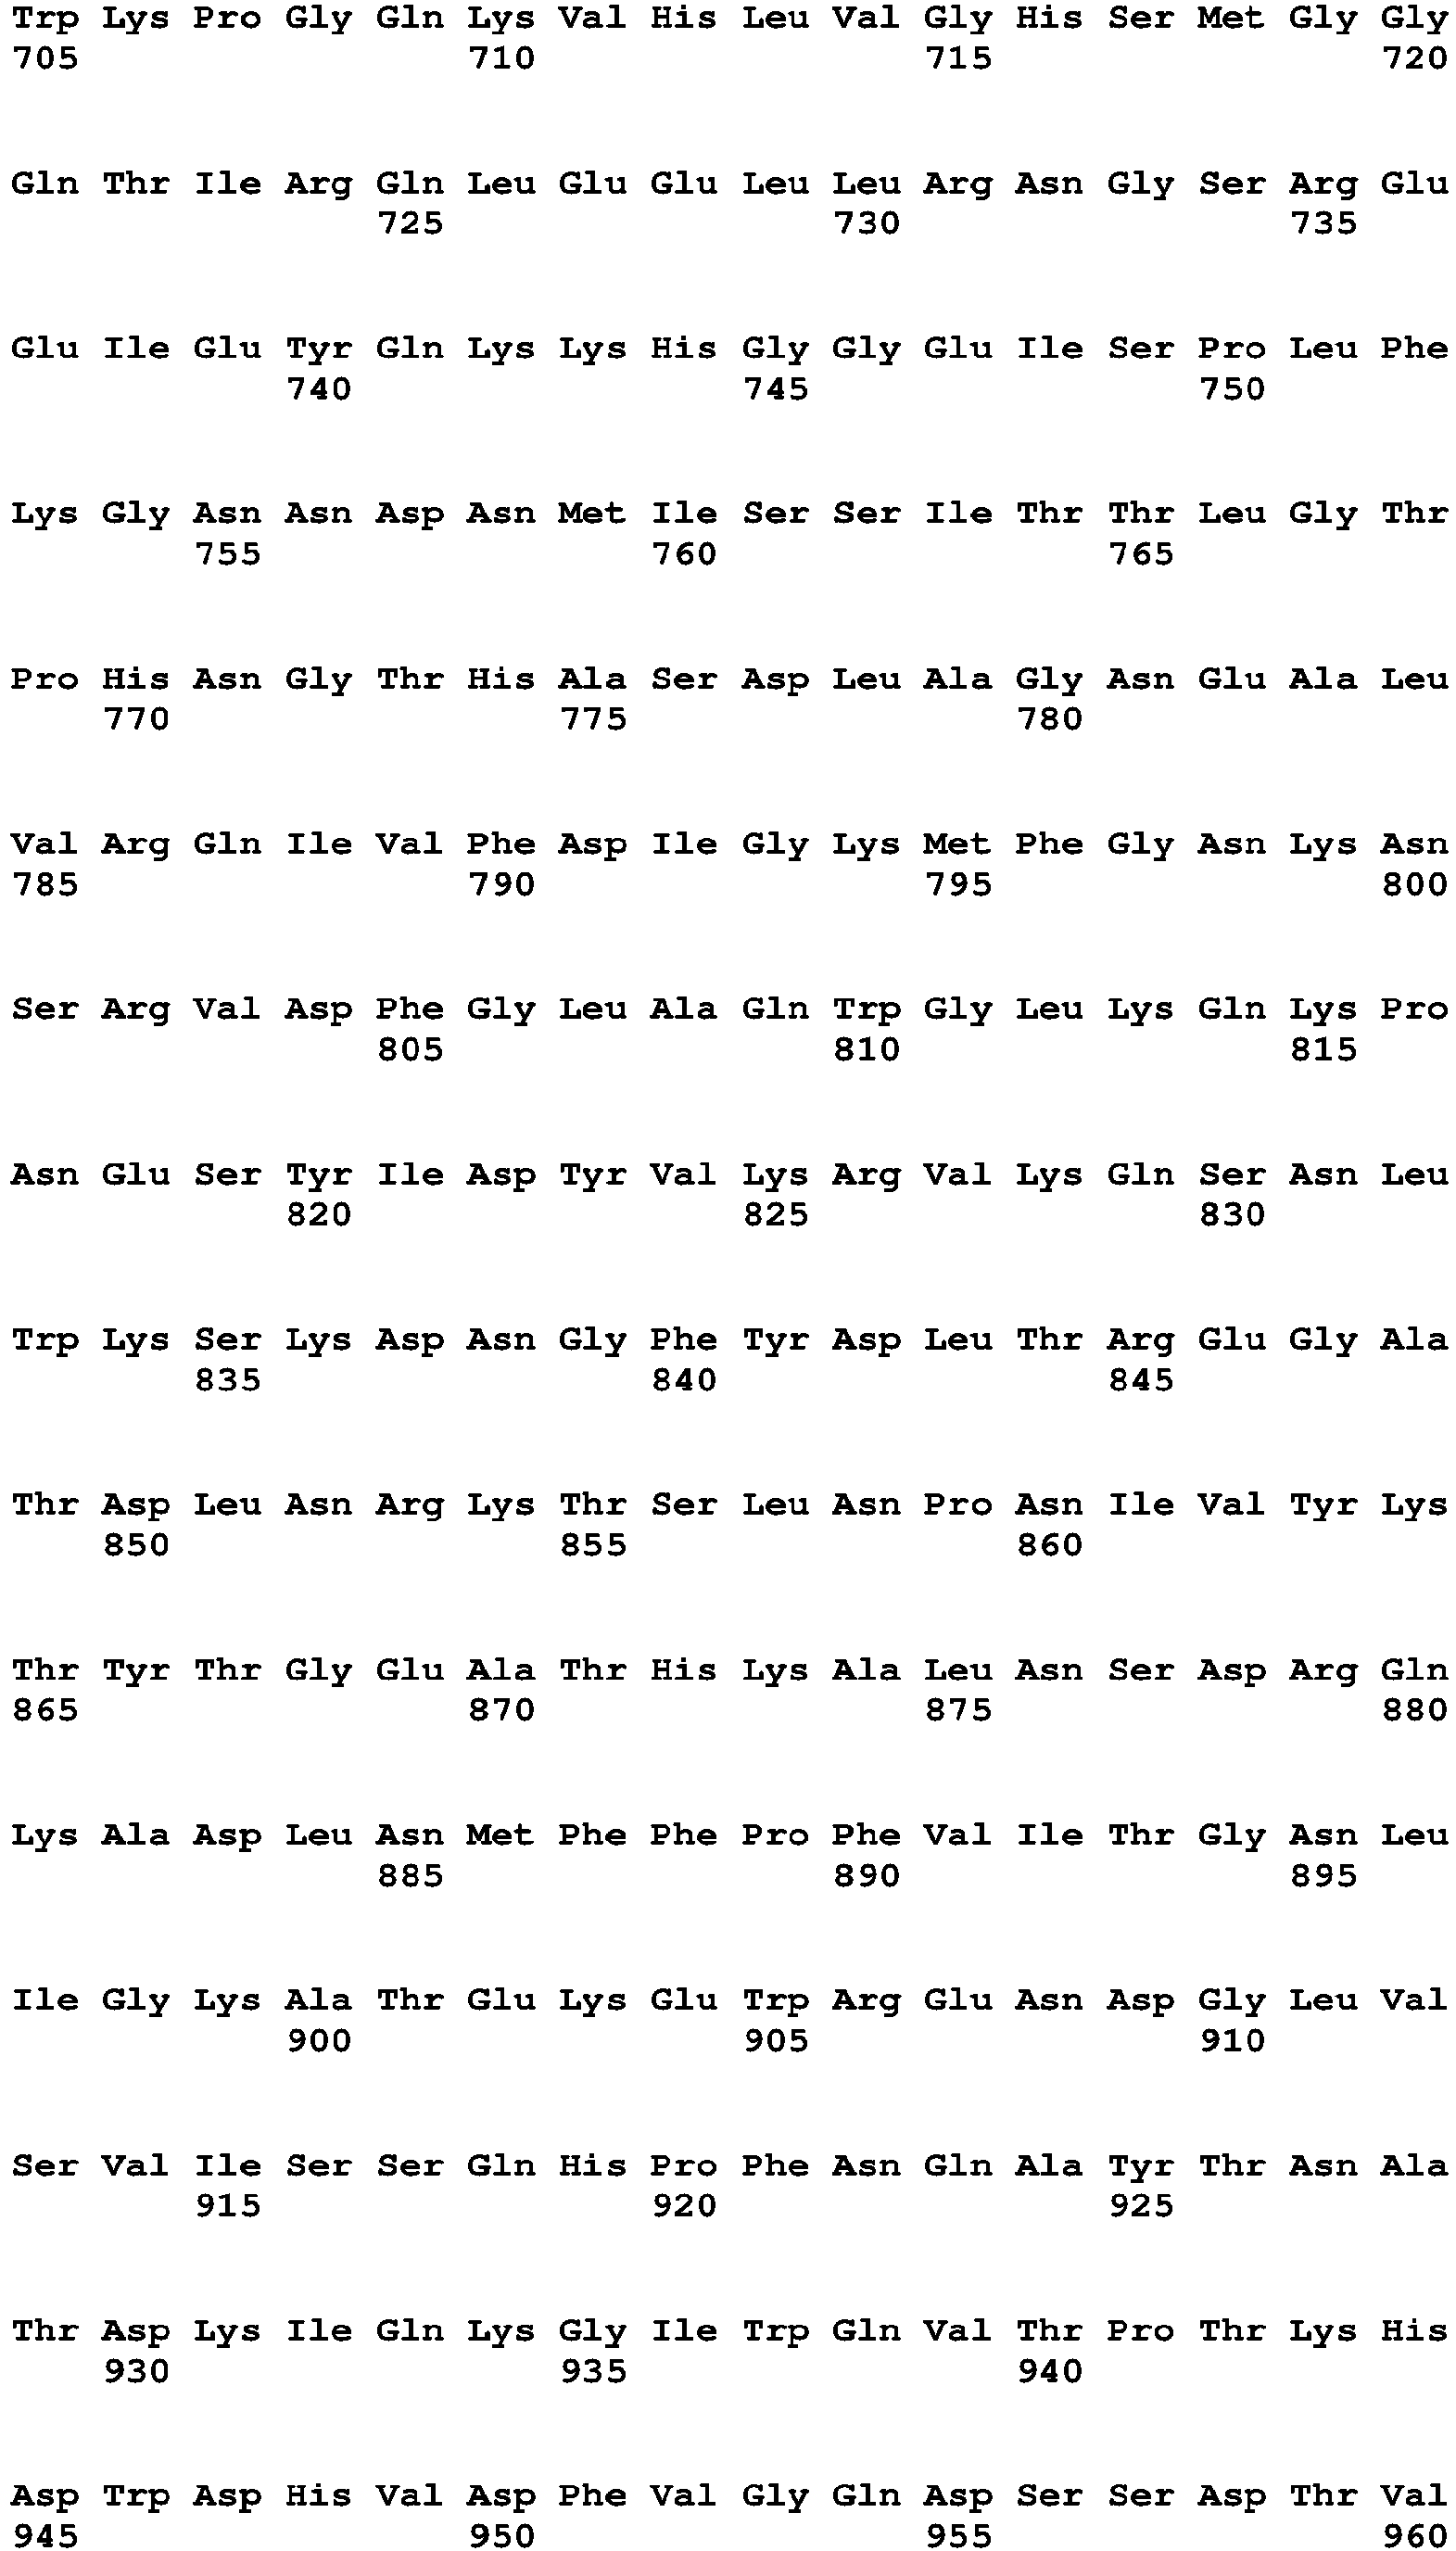 Trp Lys Pro Gly Gln Lys Val His Leu Val Gly His Ser Met Gly Gly
705 710 715 720
Gln Thr Ile Arg Gln Leu Glu Glu Leu Leu Arg Asn Gly Ser Arg Glu
725 730 735
Glu Ile Glu Tyr Gln Lys Lys His Gly Gly Glu Ile Ser Pro Leu Phe
740 745 750
Lys Gly Asn Asn Asp Asn Met Ile Ser Ser Ile Thr Thr Leu Gly Thr
755 760 765
Pro His Asn Gly Thr His Ala Ser Asp Leu Ala Gly Asn Glu Ala Leu
770 775 780
Val Arg Gln Ile Val Phe Asp Ile Gly Lys Met Phe Gly Asn Lys Asn
785 790 795 800
Ser Arg Val Asp Phe Gly Leu Ala Gln Trp Gly Leu Lys Gln Lys Pro
805 810 815
Asn Glu Ser Tyr Ile Asp Tyr Val Lys Arg Val Lys Gln Ser Asn Leu
820 825 830
Trp Lys Ser Lys Asp Asn Gly Phe Tyr Asp Leu Thr Arg Glu Gly Ala
835 840 845
Thr Asp Leu Asn Arg Lys Thr Ser Leu Asn Pro Asn Ile Val Tyr Lys
850 855 860
Thr Tyr Thr Gly Glu Ala Thr His Lys Ala Leu Asn Ser Asp Arg Gln
865 870 875 880
Lys Ala Asp Leu Asn Met Phe Phe Pro Phe Val Ile Thr Gly Asn Leu
885 890 895
Ile Gly Lys Ala Thr Glu Lys Glu Trp Arg Glu Asn Asp Gly Leu Val
900 905 910
Ser Val Ile Ser Ser Gln His Pro Phe Asn Gln Ala Tyr Thr Asn Ala
915 920 925
Thr Asp Lys Ile Gln Lys Gly Ile Trp Gln Val Thr Pro Thr Lys His
930 935 940
Asp Trp Asp His Val Asp Phe Val Gly Gln Asp Ser Ser Asp Thr Val
945 950 955 960